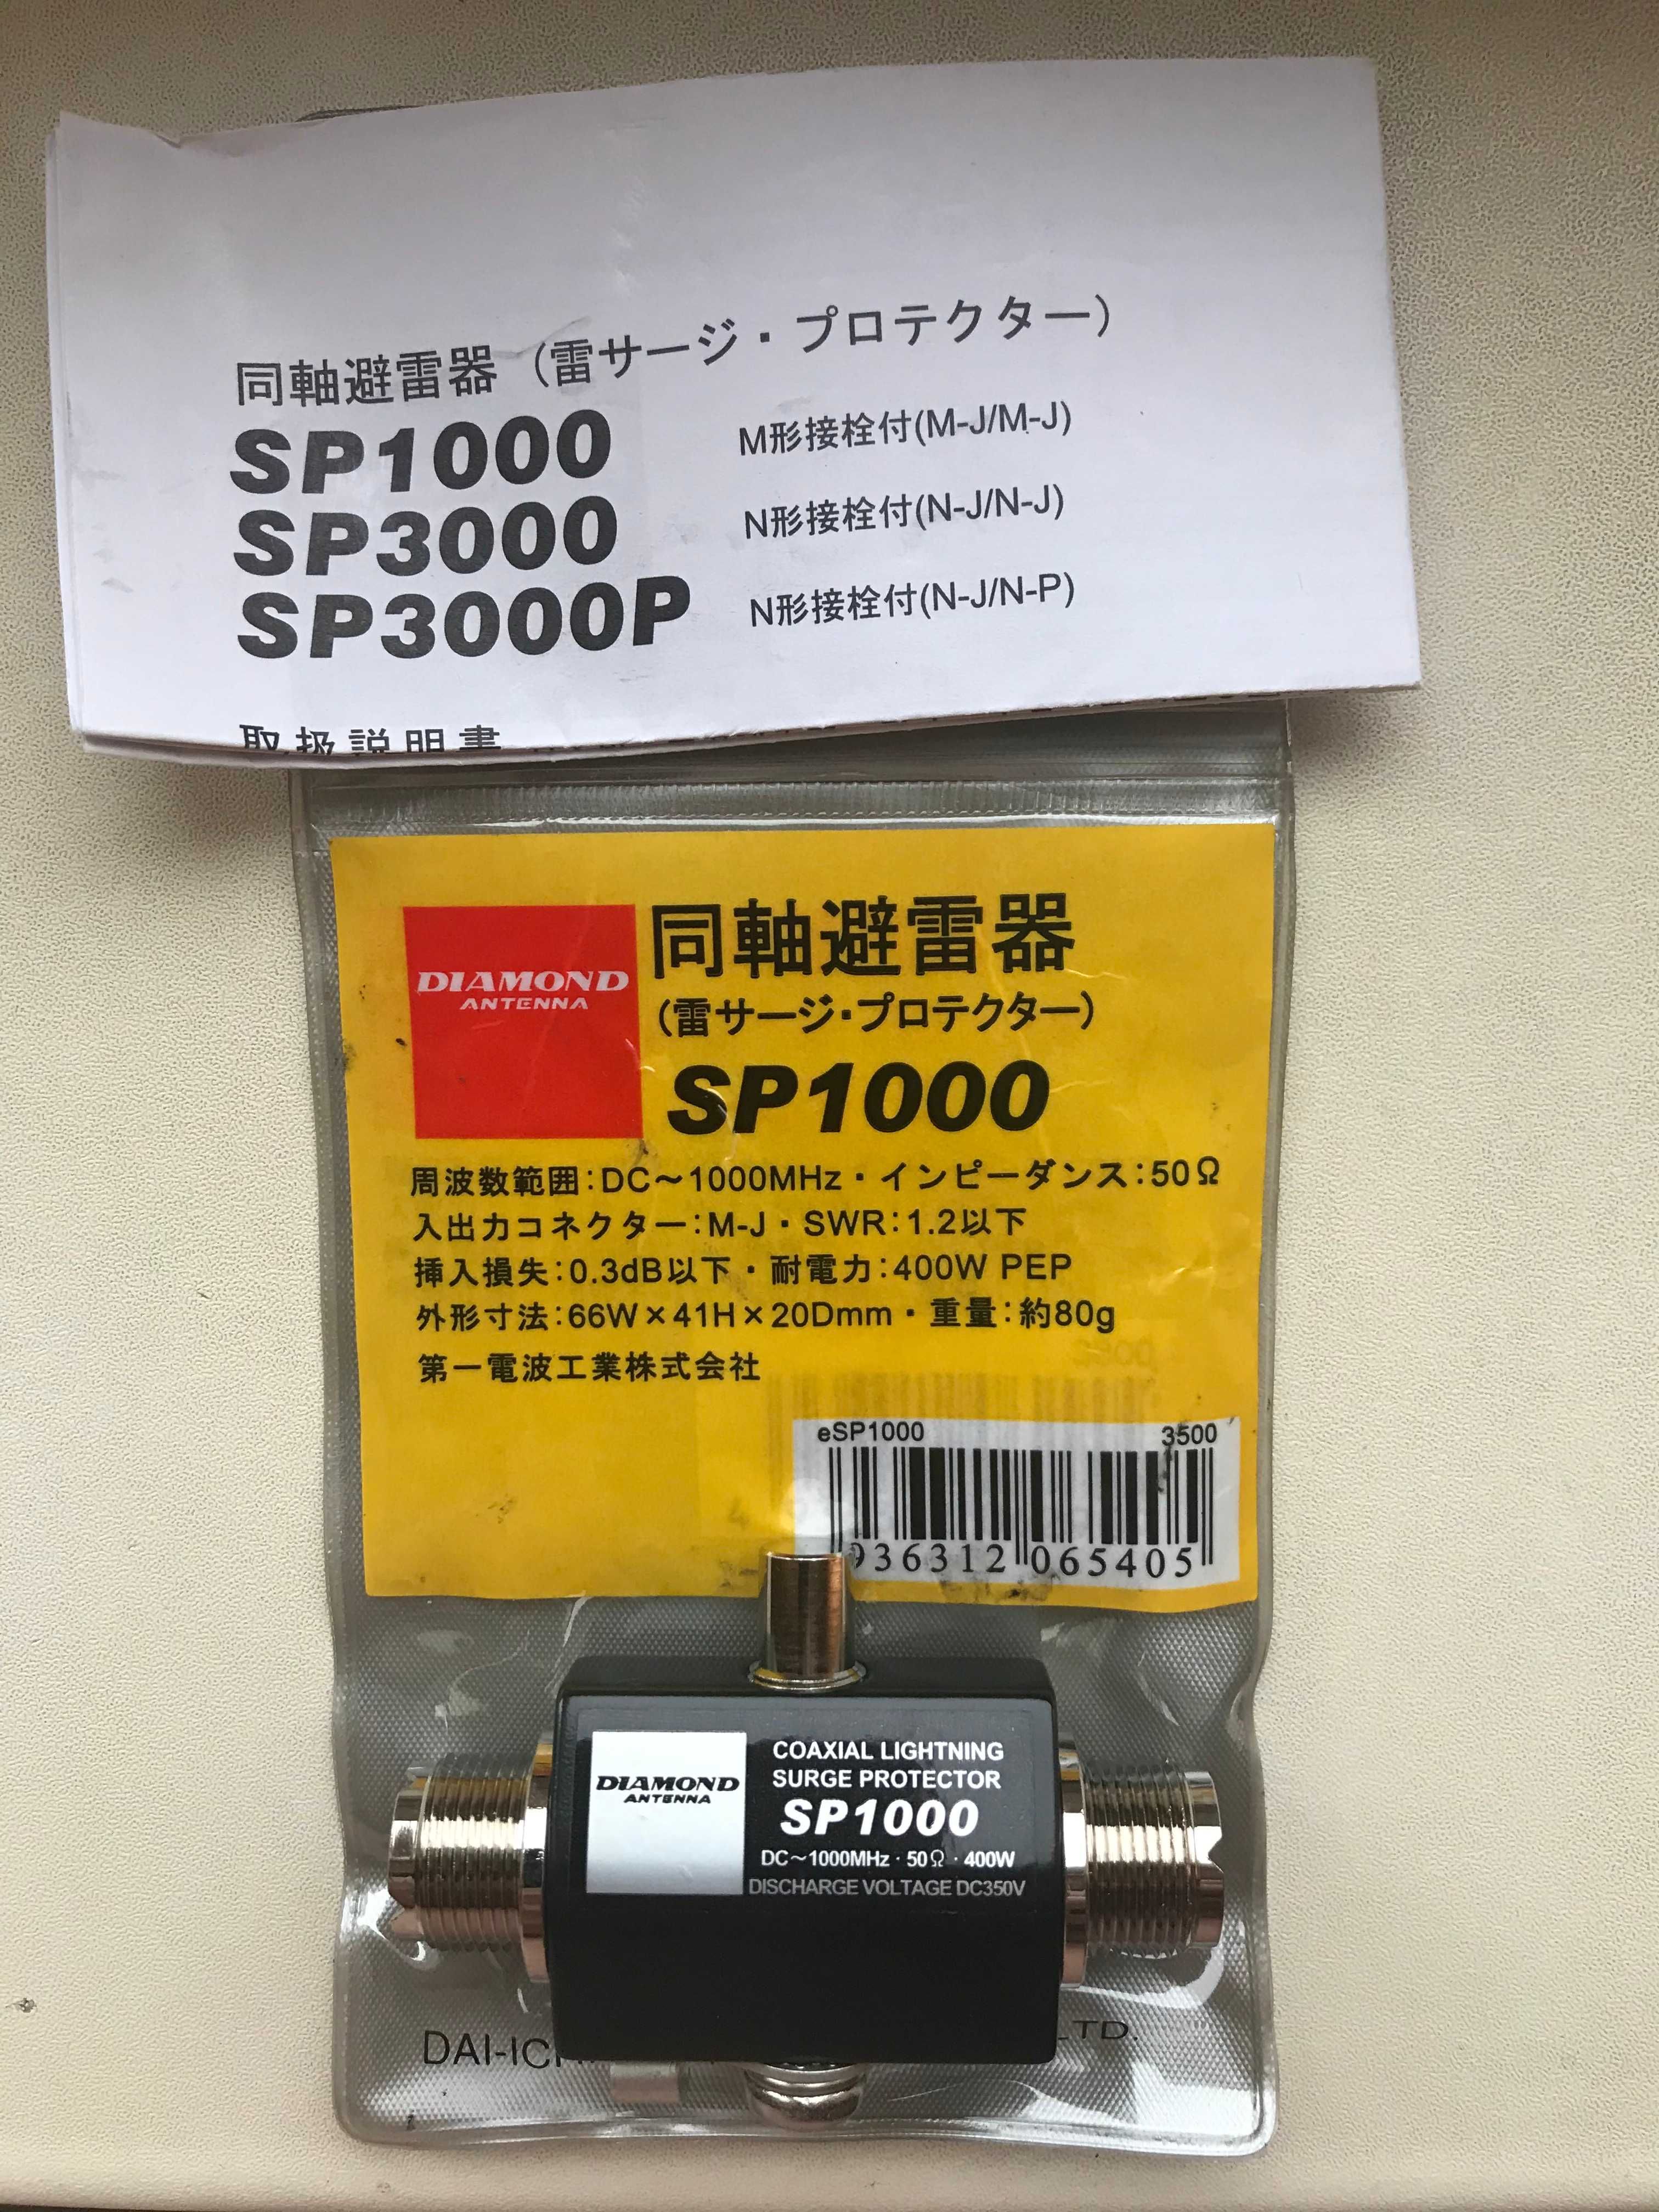 同軸避雷器（雷サージ・プロテクター）
SP1000 M形接栓付(M-J/M-J)
SP3000 N形接栓付(N-J/N-J)
SP3000P N形接栓付(N-J/N-P)
取扱説明書
DIAMOND
ANTENNA
同軸避雷器
（雷サージ・プロテクター）
SP1000
周波数範囲:DC～1000MHz・インピーダンス:50Ω
入出力コネクター:M-J・SWR:1.2以下
挿入損失:0.3dB以下・耐電力:400W PEP
外形寸法:66W×41H×20Dmm・重量:約80g
第一電波工業株式会社
eSP1000 3500
936312 065405
DIAMOND
ANTENNA
COAXIAL LIGHTNING
SURGE PROTECTOR
SP1000
DC～1000MHz・50Ω・400W
DISCHARGE VOLTAGE DC350V